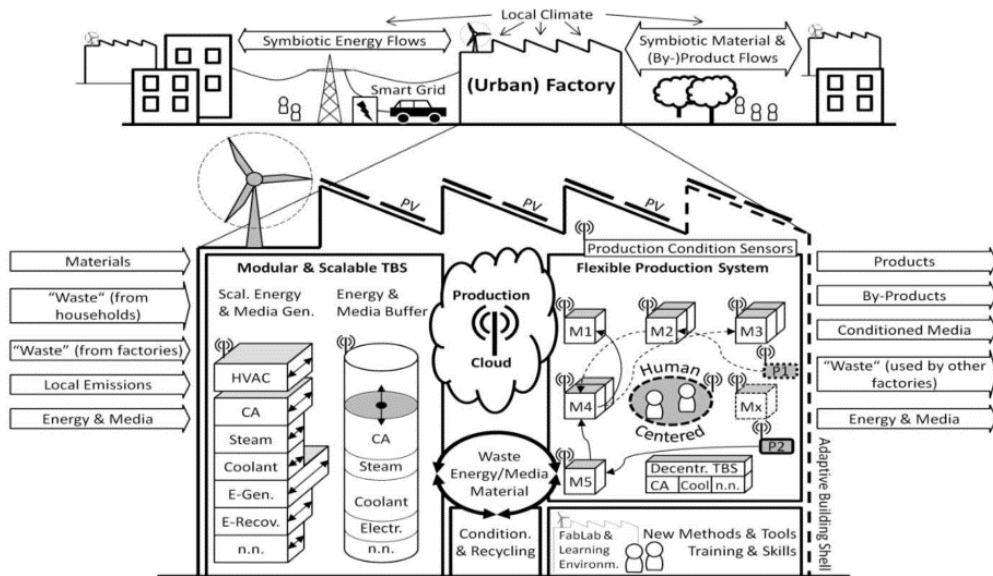 Local Climate
Symbiotic Energy Flows
Symbiotic Material &
(By-)Product Flows
Smart Grid
(Urban) Factory
PV
PV
PV
Production Condition Sensors
Materials
"Waste" (from
households)
"Waste" (from factories)
Local Emissions
Energy & Media
Modular & Scalable TBS
Scal. Energy
& Media Gen.
Energy &
Media Buffer
HVAC
CA
Steam
Coolant
E-Gen.
E-Recov.
n.n.
CA
Steam
Coolant
Electr.
n.n.
Production
Cloud
Waste
Energy/Media
Material
Condition.
& Recycling
Flexible Production System
M1
M2
M3
P1
M4
Human
Centered
Mx
P2
M5
Decentr. TBS
CA
Cool
n.n.
FabLab &
Learning
Environm.
New Methods & Tools
Training & Skills
Products
By-Products
Conditioned Media
"Waste" (used by other
factories)
Energy & Media
Adaptive Building Shell